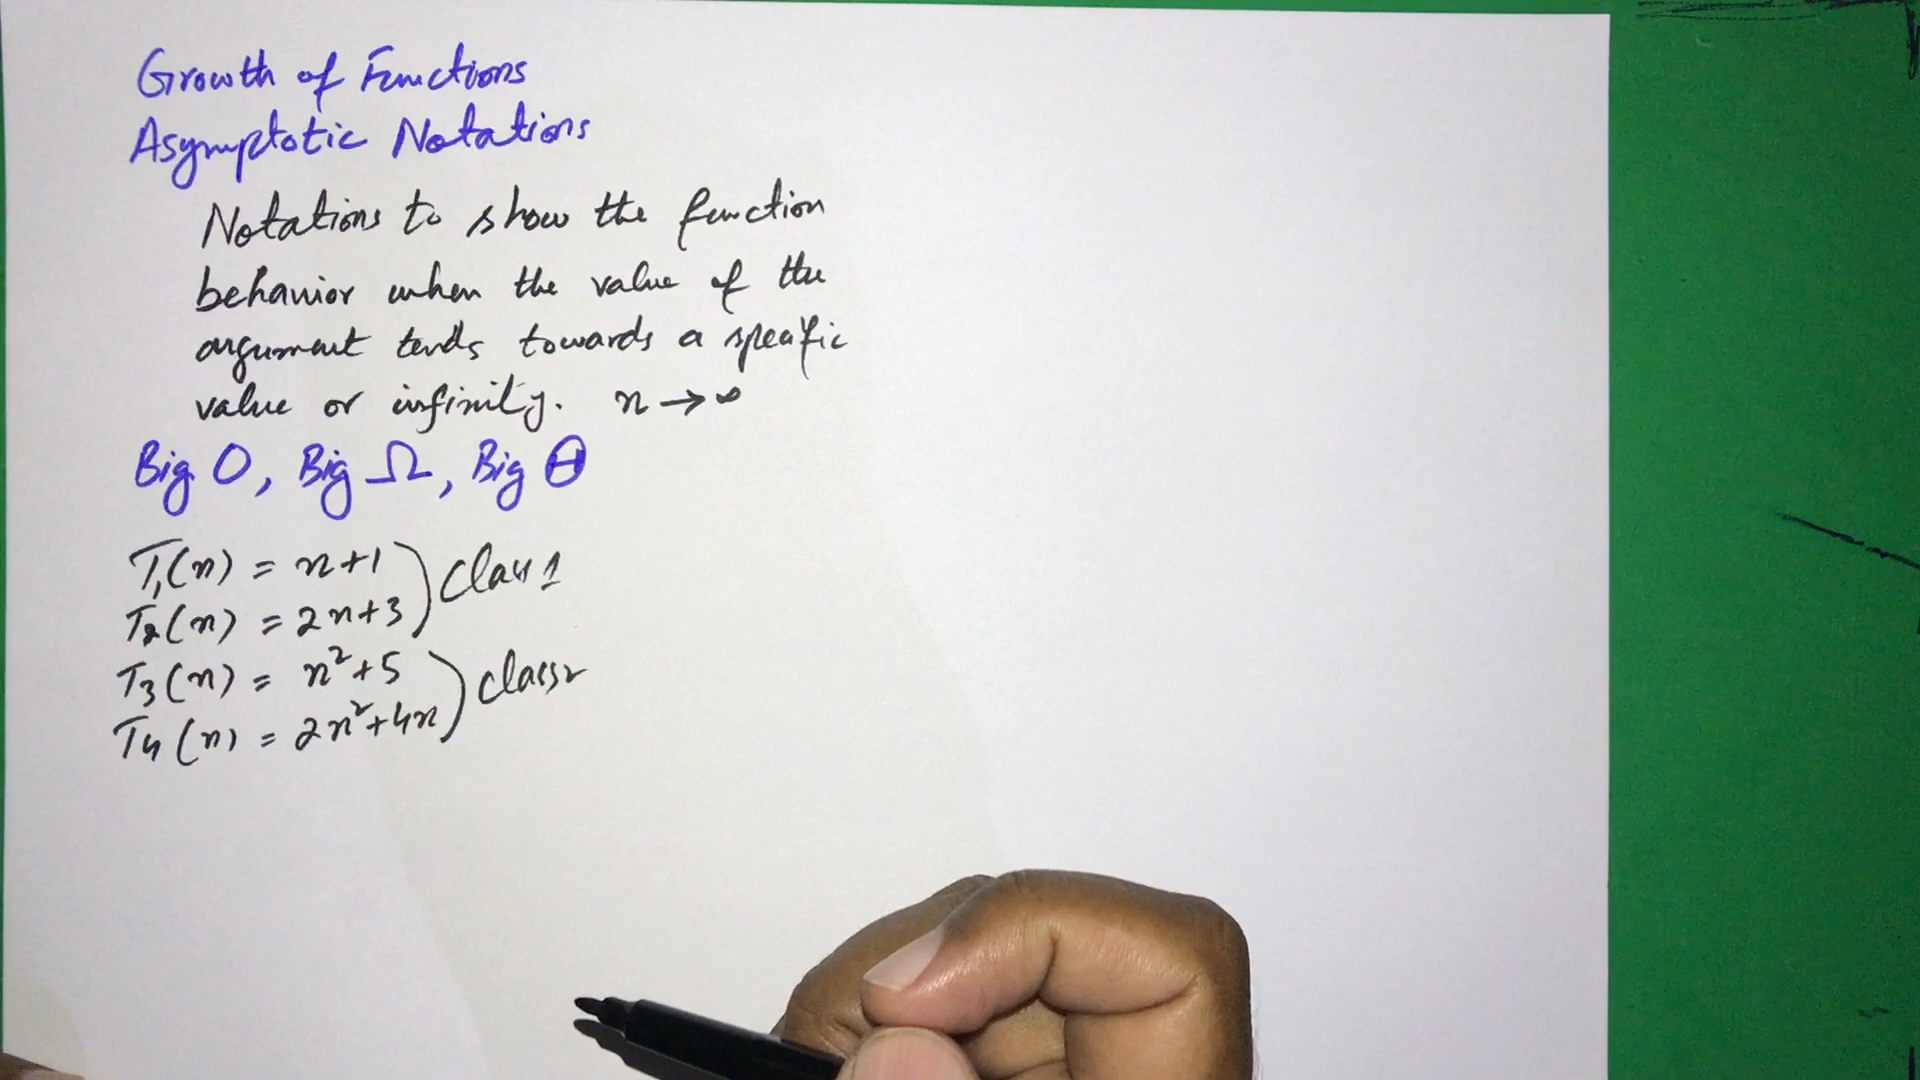 Growth of Functions
Asymptotic Notations
Notations to show the function
behavior when the value of the
argument tends towards a specific
value or infinity. n → ∞
Big O, Big Ω, Big Θ
T₁(n) = n+1
T₂(n) = 2n+3
Class 1
T₃(n) = n²+5
T₄(n) = 2n²+4n
Class 2